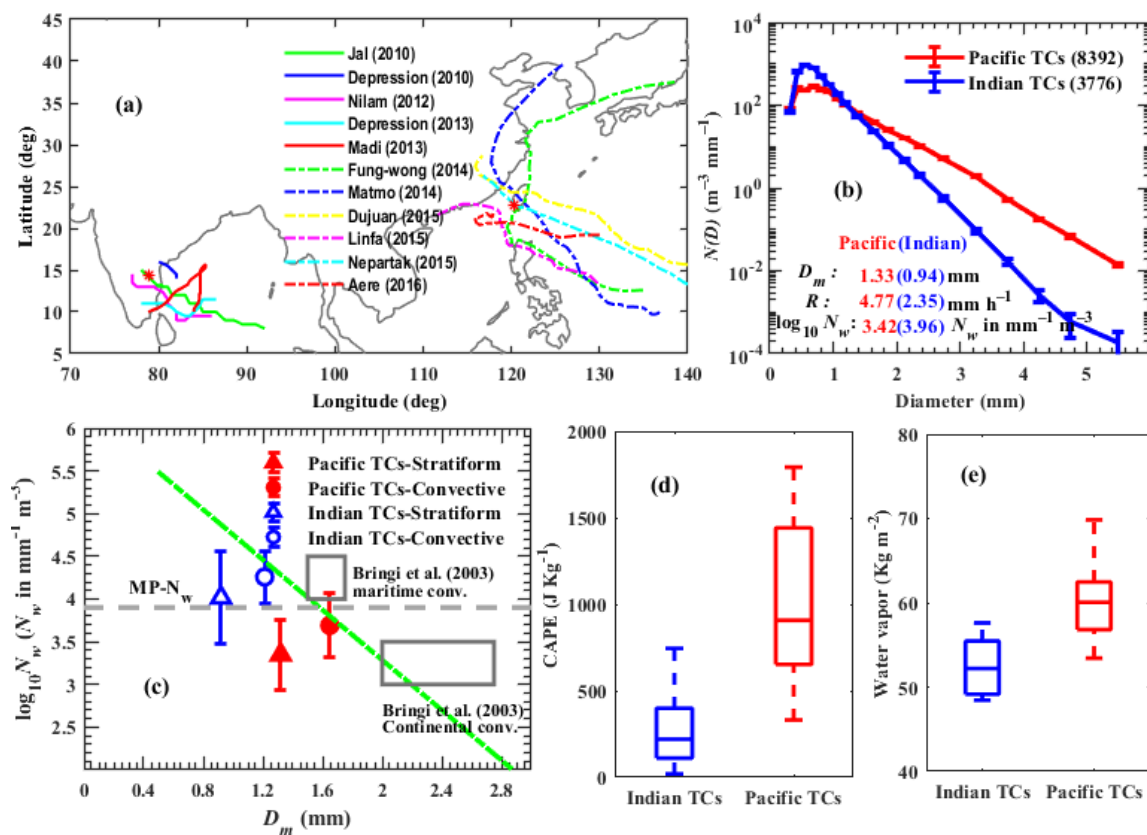 45
40
35
30
25
20
15
10
5
70
80
90
100
110
120
130
140
Latitude (deg)
Longitude (deg)
(a)
Jal (2010)
Depression (2010)
Nilam (2012)
Depression (2013)
Madi (2013)
Fung-wong (2014)
Matmo (2014)
Dujuan (2015)
Linfa (2015)
Nepartak (2015)
Aere (2016)
10^4
10^2
10^0
10^-2
10^-4
N(D) (m^-3 mm^-1)
0
1
2
3
4
5
Diameter (mm)
Pacific TCs (8392)
Indian TCs (3776)
(b)
Pacific(Indian)
D_m : 1.33(0.94) mm
R : 4.77(2.35) mm h^-1
log_10 N_w: 3.42(3.96) N_w in mm^-1 m^-3
6
5.5
5
4.5
4
3.5
3
2.5
0
0.4
0.8
1.2
1.6
2
2.4
2.8
log_10 N_w (N_w in mm^-1 m^-3)
D_m (mm)
Pacific TCs-Stratiform
Pacific TCs-Convective
Indian TCs-Stratiform
Indian TCs-Convective
MP-N_w
Bringi et al. (2003)
maritime conv.
(c)
Bringi et al. (2003)
Continental conv.
2000
1500
1000
500
0
CAPE (J Kg^-1)
(d)
Indian TCs
Pacific TCs
80
70
60
50
40
Water vapor (Kg m^-2)
(e)
Indian TCs
Pacific TCs